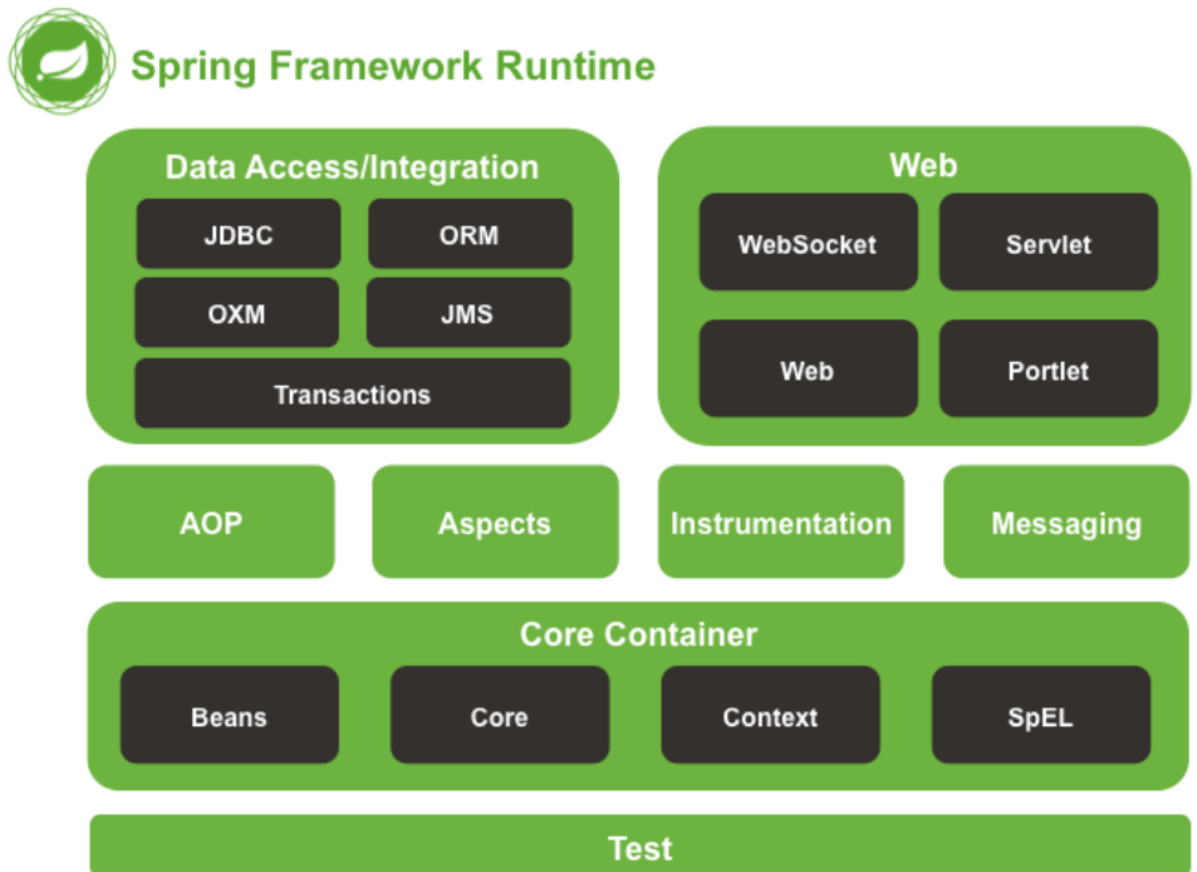 Spring Framework Runtime
Data Access/Integration
JDBC
ORM
OXM
JMS
Transactions
Web
WebSocket
Servlet
Web
Portlet
AOP
Aspects
Instrumentation
Messaging
Core Container
Beans
Core
Context
SpEL
Test